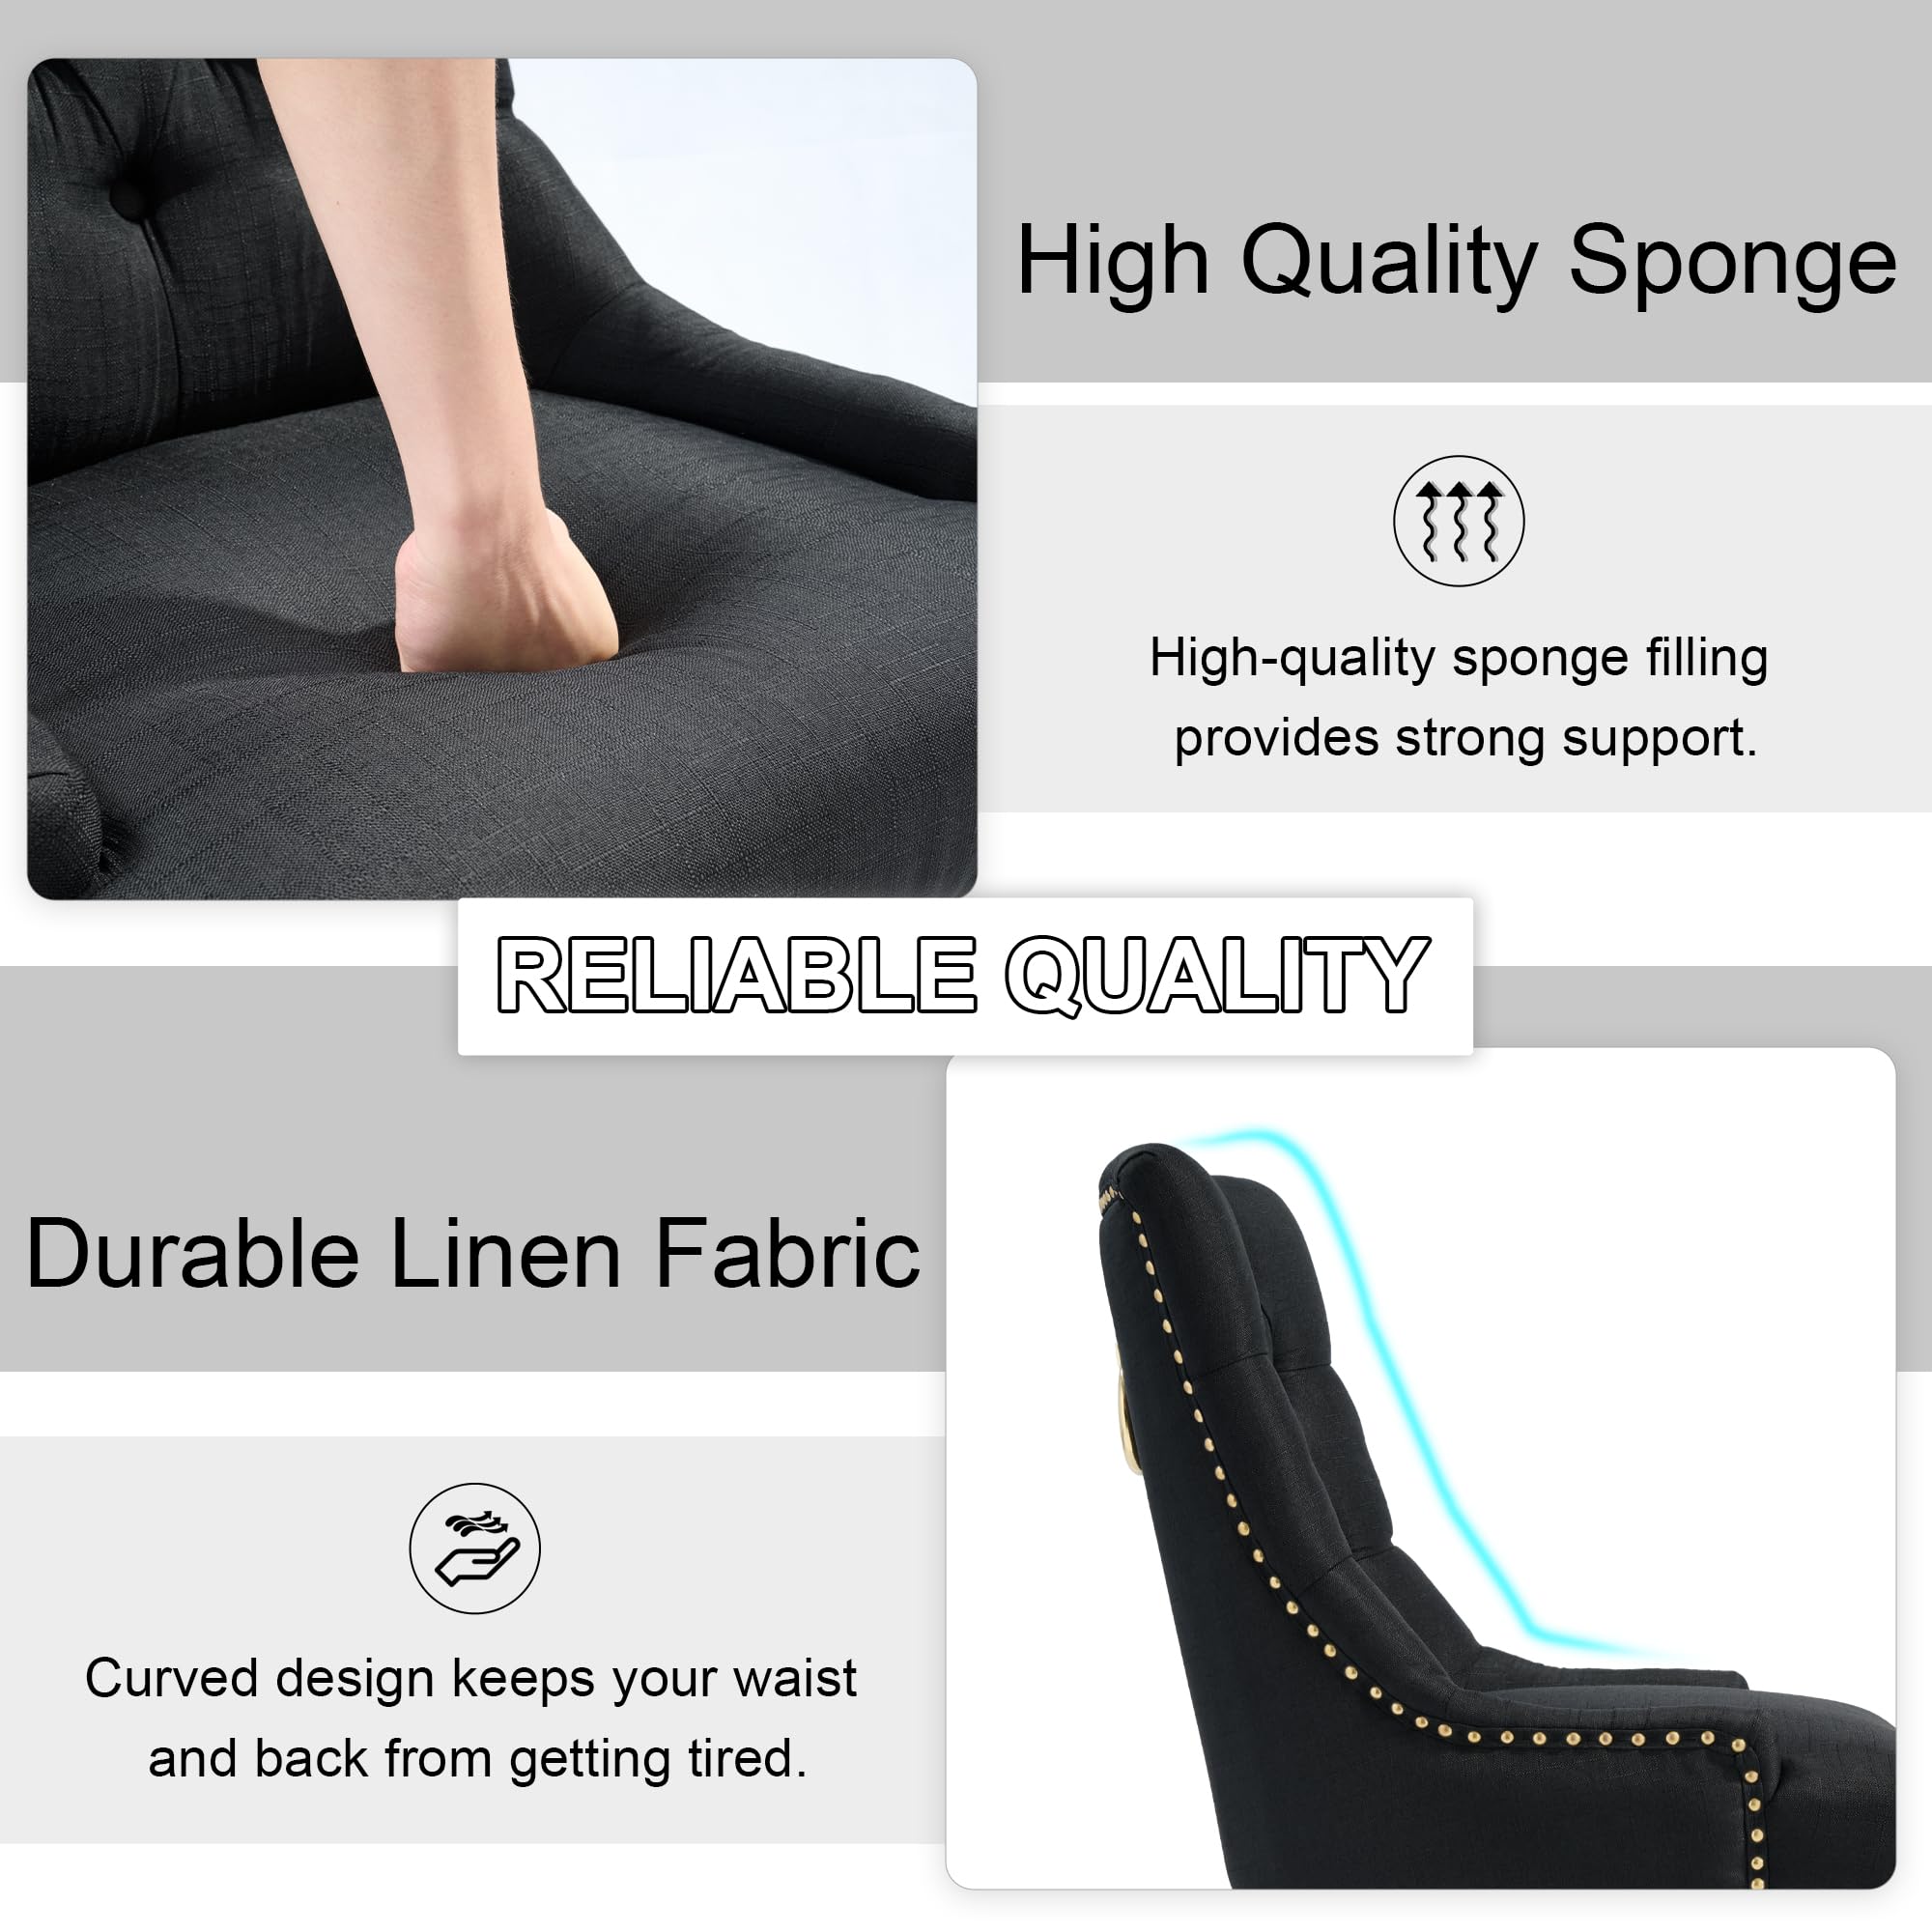 High Quality Sponge
High-quality sponge filling
provides strong support.
RELIABLE QUALITY
Durable Linen Fabric
Curved design keeps your waist
and back from getting tired.